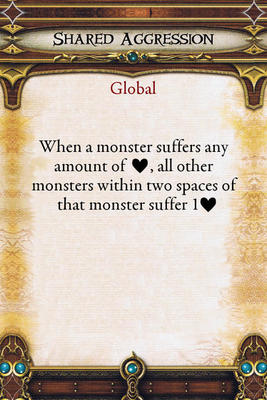 Shared Aggression
Global
When a monster suffers any
amount of ♥, all other
monsters within two spaces of
that monster suffer 1♥